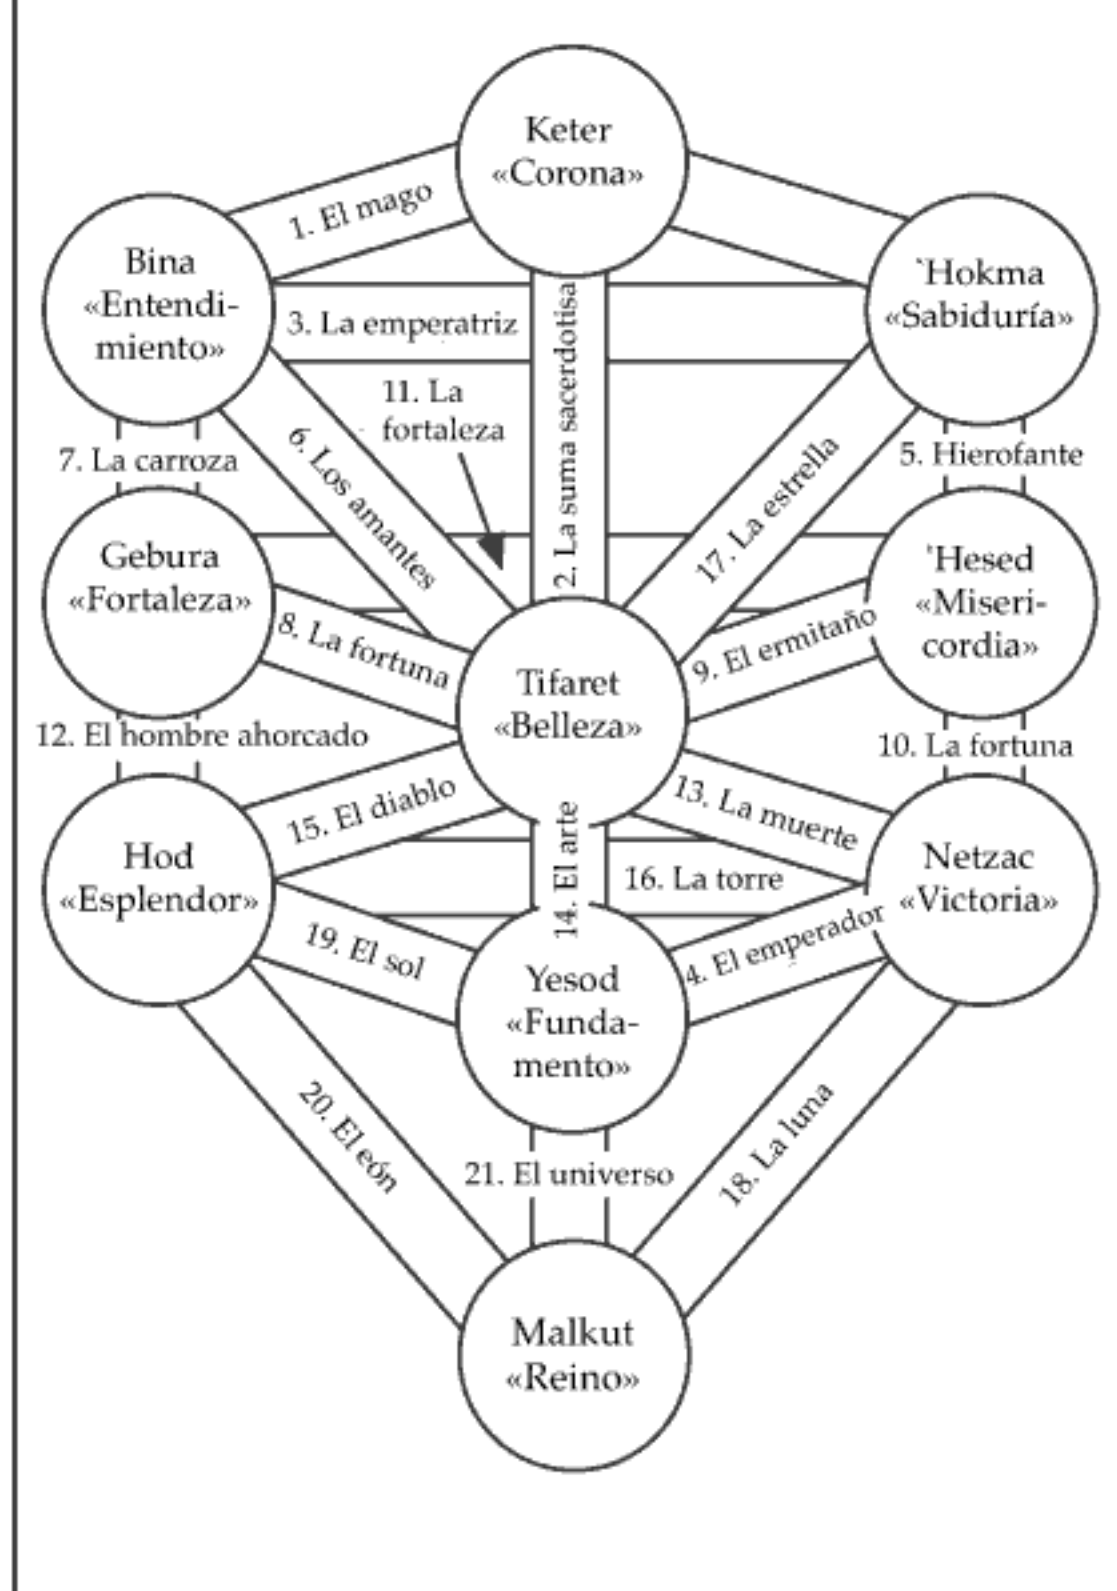 Keter
«Corona»
1. El mago
Bina
«Entendi-
miento»
`Hokma
«Sabiduría»
3. La emperatriz
2. La suma sacerdotisa
11. La
fortaleza
6. Los amantes
17. La estrella
7. La carroza
5. Hierofante
Gebura
«Fortaleza»
'Hesed
«Miseri-
cordia»
8. La fortuna
9. El ermitaño
Tifaret
«Belleza»
12. El hombre ahorcado
10. La fortuna
15. El diablo
13. La muerte
14. El arte
16. La torre
Hod
«Esplendor»
Netzac
«Victoria»
19. El sol
4. El emperador
Yesod
«Funda-
mento»
20. El eón
21. El universo
18. La luna
Malkut
«Reino»